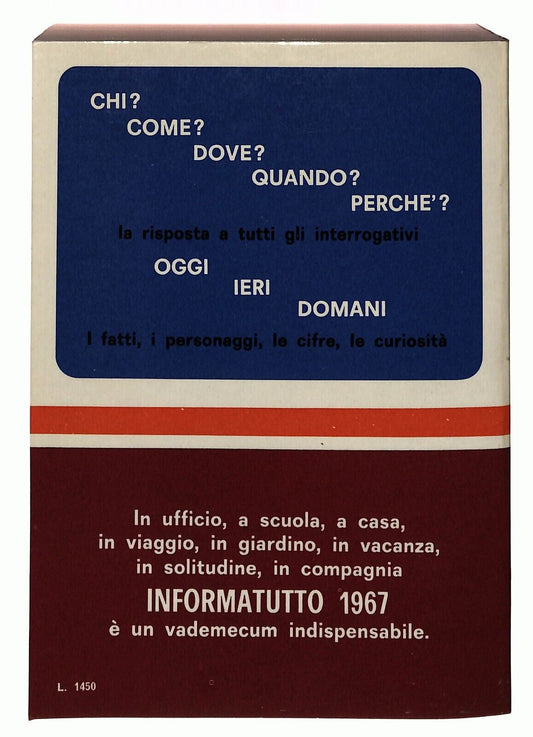 CHI?
COME?
DOVE?
QUANDO?
PERCHE'?
la risposta a tutti gli interrogativi
OGGI
IERI
DOMANI
I fatti, i personaggi, le cifre, le curiosità
In ufficio, a scuola, a casa,
in viaggio, in giardino, in vacanza,
in solitudine, in compagnia
INFORMATUTTO 1967
è un vademecum indispensabile.
L. 1450